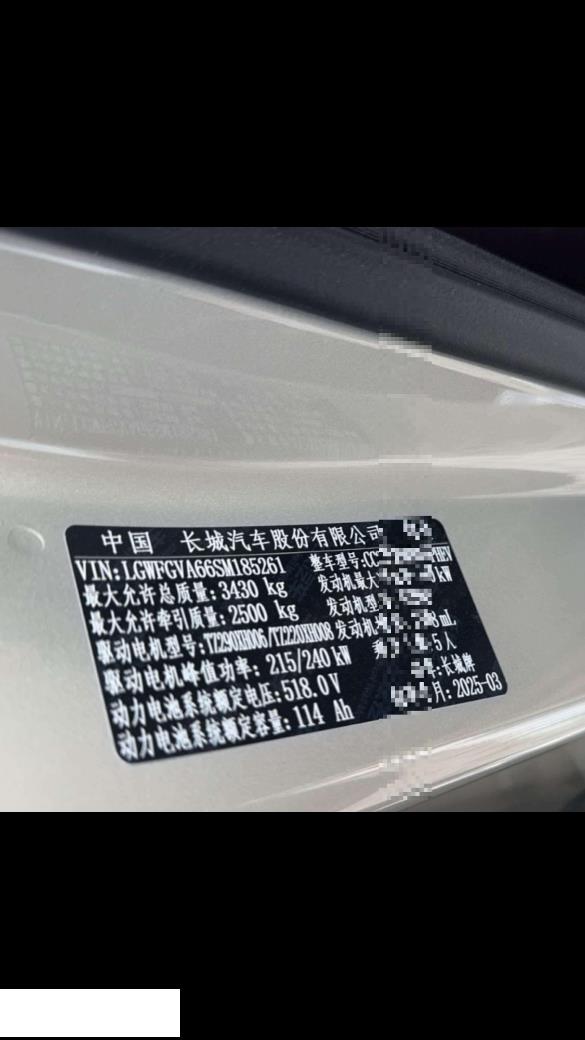 中国 长城汽车股份有限公司
VIN:LGWFGVA66SM185261 整车型号:CC HEV
最大允许总质量:3430 kg 发动机最大 kW
最大允许牵引质量:2500 kg 发动机型
驱动电机型号:TZ290XH006/TZ220XH008 发动机 mL
驱动电机峰值功率: 215/240 kW 5人
动力电池系统额定电压:518.0V :长城牌
动力电池系统额定容量:114 Ah 月: 2025-03